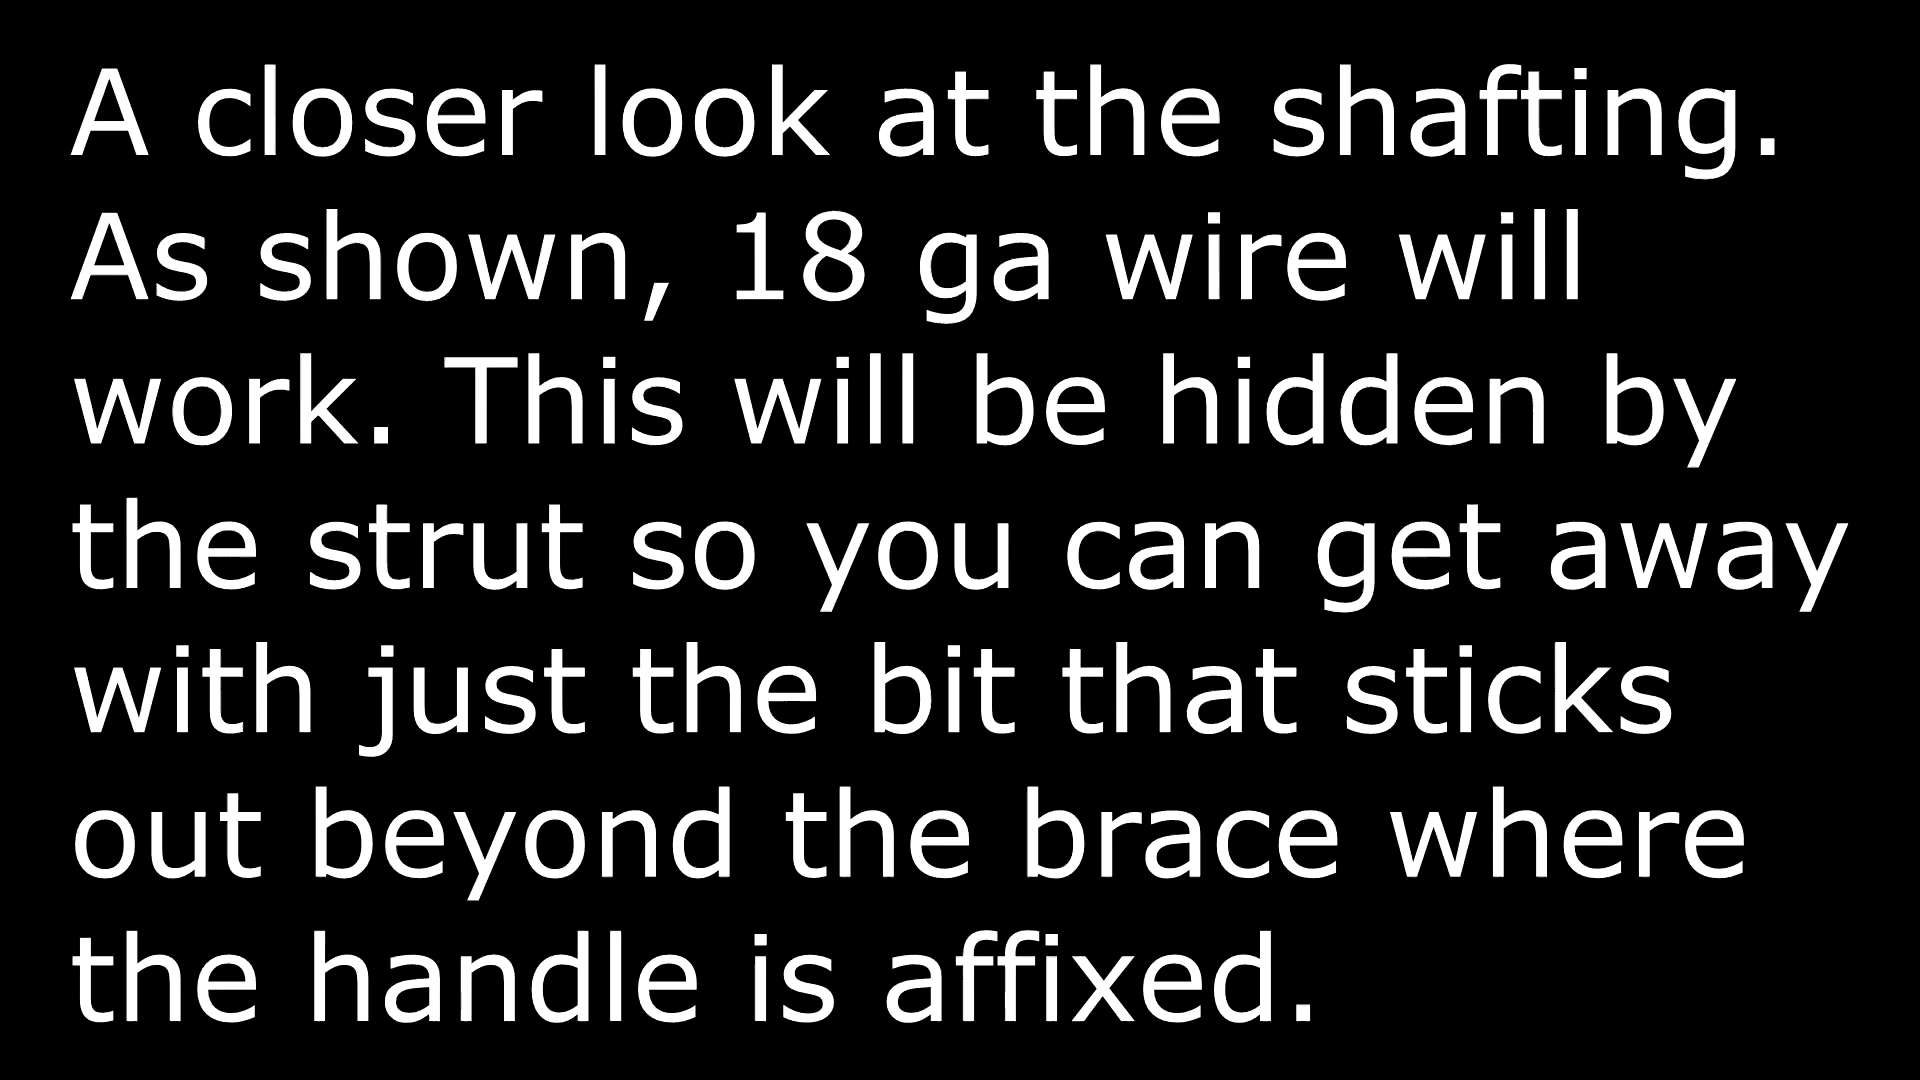 A closer look at the shafting.
As shown, 18 ga wire will
work. This will be hidden by
the strut so you can get away
with just the bit that sticks
out beyond the brace where
the handle is affixed.